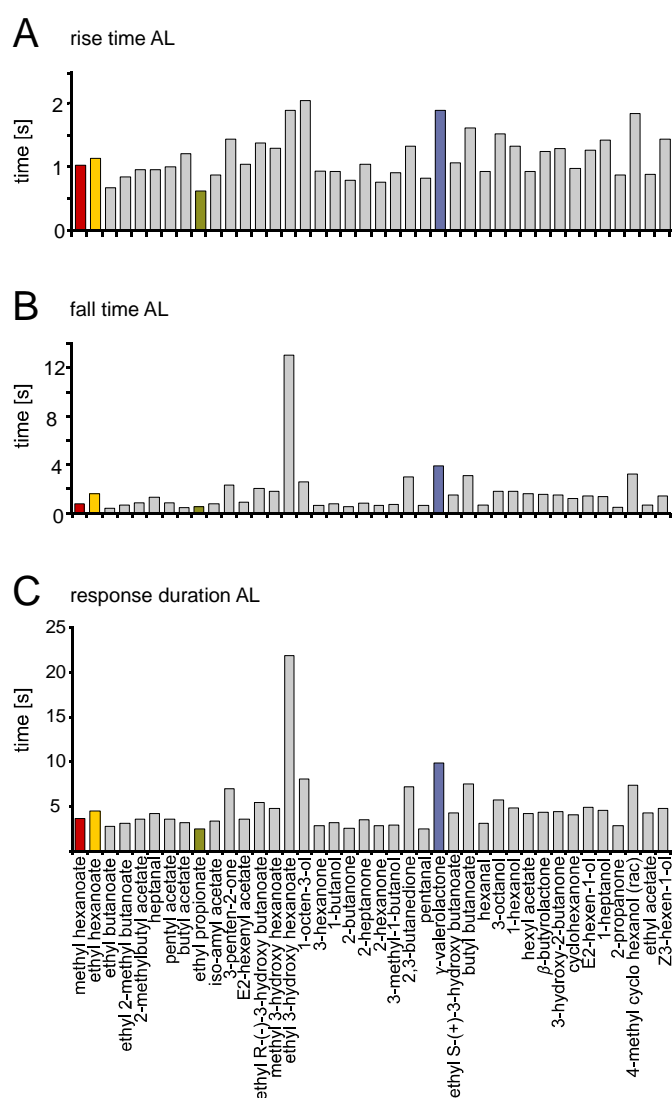 A rise time AL
time [s]
2
1
0
B fall time AL
time [s]
12
8
4
0
C response duration AL
time [s]
25
20
15
10
5
methyl hexanoate
ethyl hexanoate
ethyl butanoate
ethyl 2-methyl butanoate
2-methylbutyl acetate
heptanal
pentyl acetate
butyl acetate
ethyl propionate
iso-amyl acetate
3-penten-2-one
E2-hexenyl acetate
ethyl R-(-)-3-hydroxy butanoate
methyl 3-hydroxy hexanoate
ethyl 3-hydroxy hexanoate
1-octen-3-ol
3-hexanone
1-butanol
2-butanone
2-heptanone
2-hexanone
3-methyl-1-butanol
2,3-butanedione
pentanal
γ-valerolactone
ethyl S-(+)-3-hydroxy butanoate
butyl butanoate
hexanal
3-octanol
1-hexanol
hexyl acetate
β-butyrolactone
3-hydroxy-2-butanone
cyclohexanone
E2-hexen-1-ol
1-heptanol
2-propanone
4-methyl cyclo hexanol (rac)
ethyl acetate
Z3-hexen-1-ol